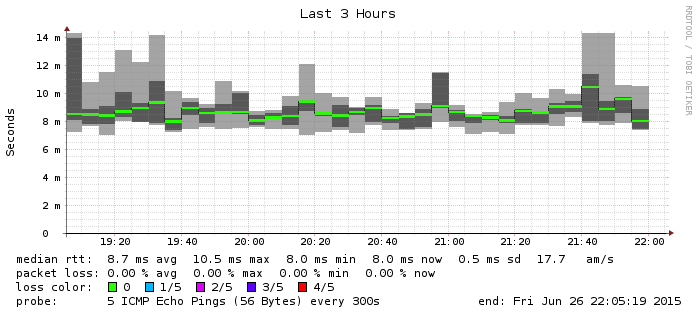 Last 3 Hours
RRDTOOL / TOBI OETIKER
Seconds
14 m
12 m
10 m
8 m
6 m
4 m
2 m
0
19:20 19:40 20:00 20:20 20:40 21:00 21:20 21:40 22:00
median rtt: 8.7 ms avg 10.5 ms max 8.0 ms min 8.0 ms now 0.5 ms sd 17.7 am/s
packet loss: 0.00 % avg 0.00 % max 0.00 % min 0.00 % now
loss color: 0 1/5 2/5 3/5 4/5
probe: 5 ICMP Echo Pings (56 Bytes) every 300s end: Fri Jun 26 22:05:19 2015